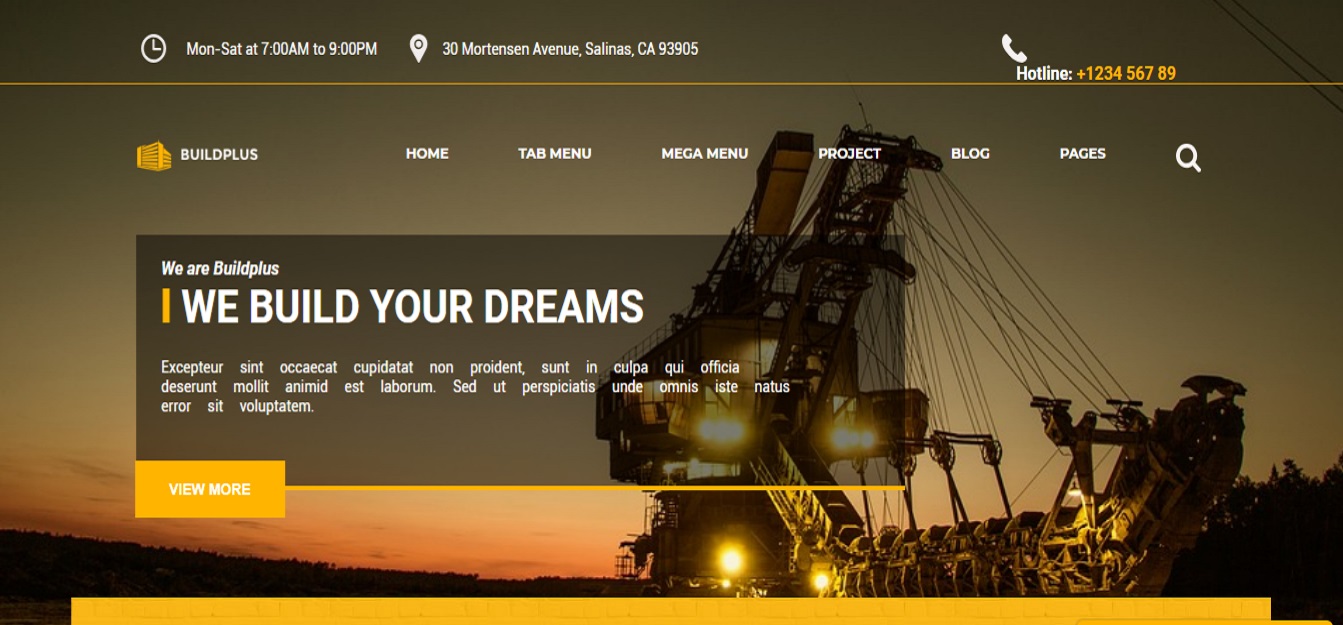 Mon-Sat at 7:00AM to 9:00PM
30 Mortensen Avenue, Salinas, CA 93905
Hotline: +1234 567 89
BUILDPLUS
HOME
TAB MENU
MEGA MENU
PROJECT
BLOG
PAGES
We are Buildplus
WE BUILD YOUR DREAMS
Excepteur sint occaecat cupidatat non proident, sunt in culpa qui officia
deserunt mollit animid est laborum. Sed ut perspiciatis unde omnis iste natus
error sit voluptatem.
VIEW MORE